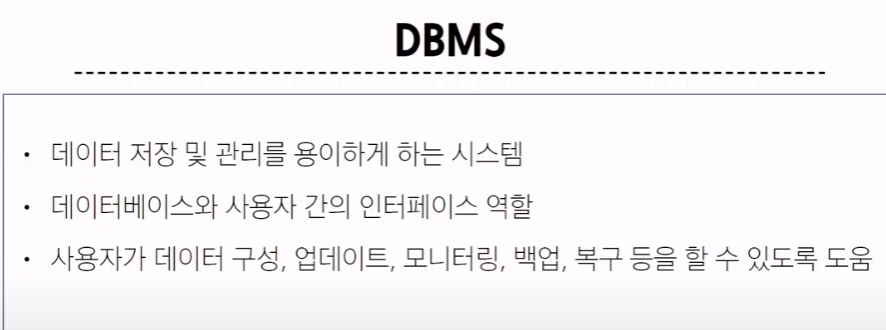 DBMS
• 데이터 저장 및 관리를 용이하게 하는 시스템
• 데이터베이스와 사용자 간의 인터페이스 역할
• 사용자가 데이터 구성, 업데이트, 모니터링, 백업, 복구 등을 할 수 있도록 도움